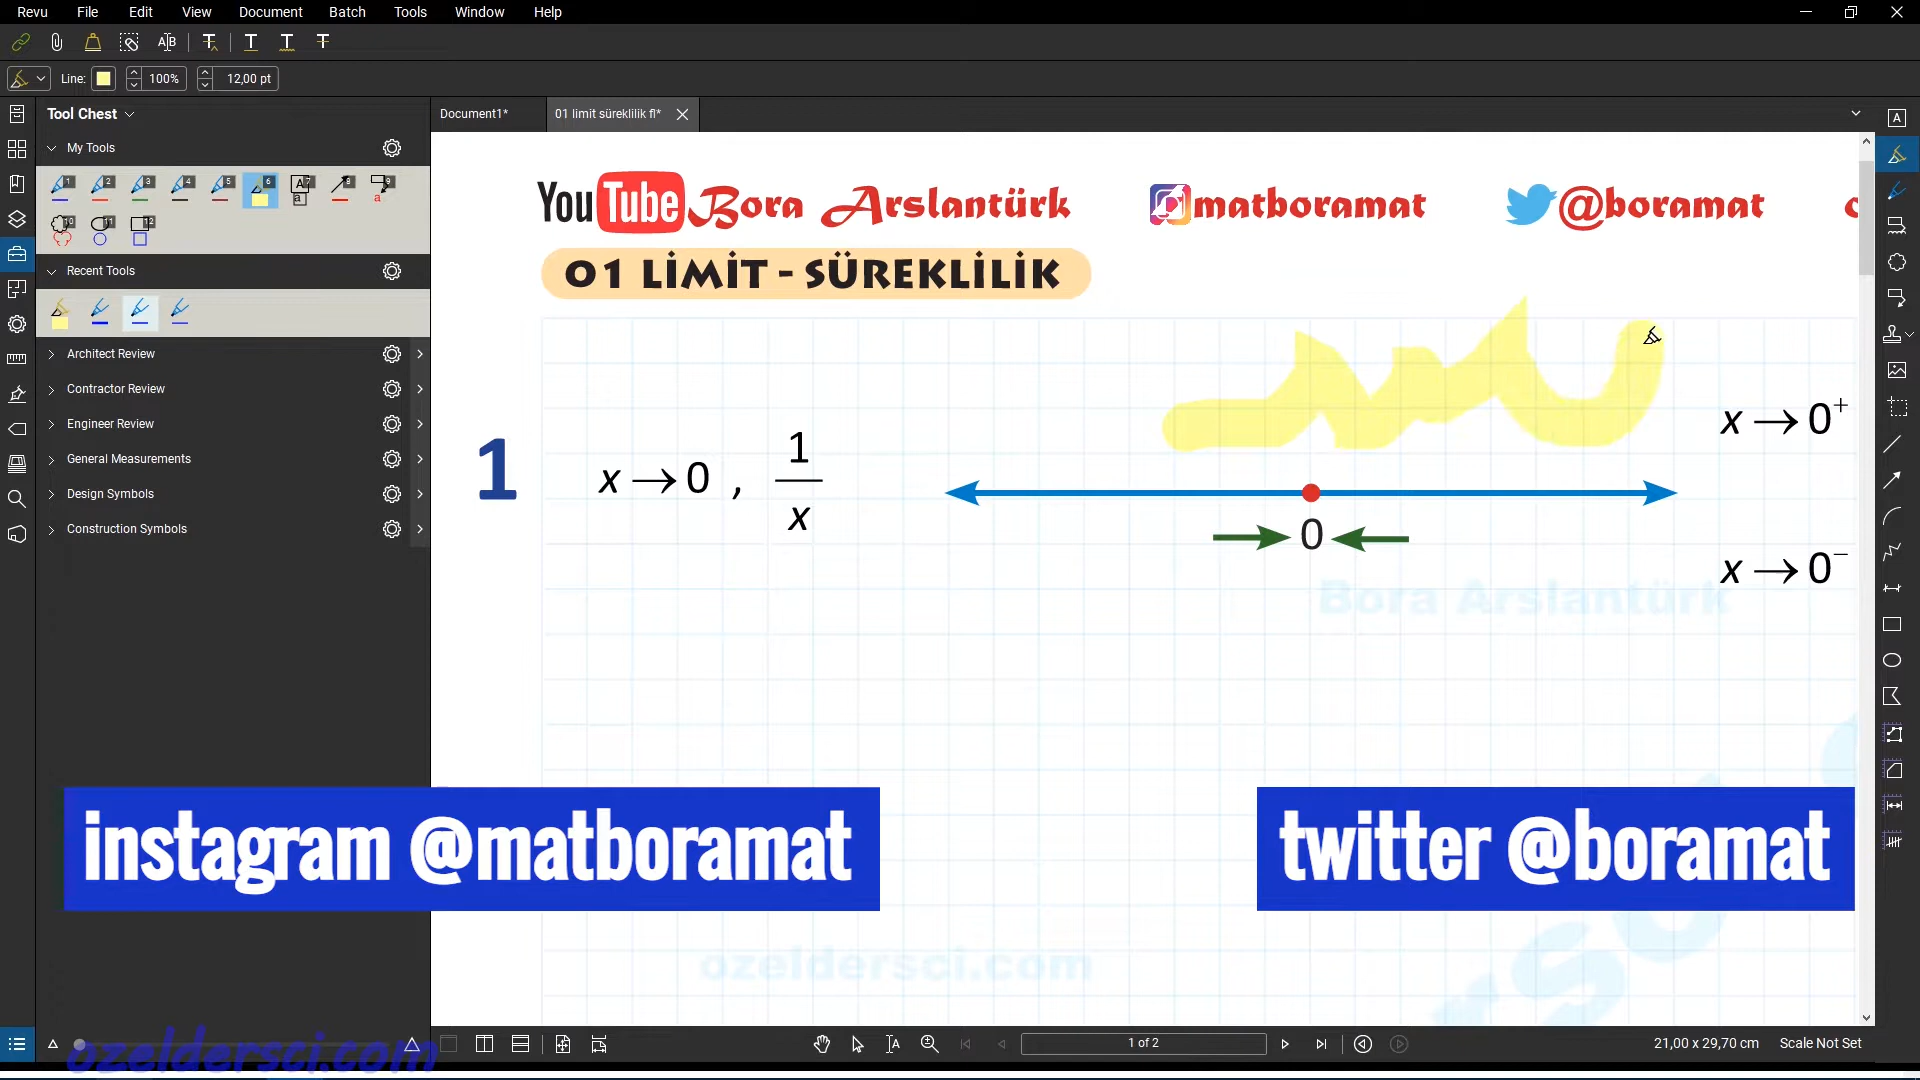 Revu File Edit View Document Batch Tools Window Help
Line: 100% 12,00 pt
Tool Chest
My Tools
Recent Tools
Architect Review
Contractor Review
Engineer Review
General Measurements
Design Symbols
Construction Symbols
Document1* 01 limit süreklilik fl*
YouTube Bora Arslantürk matboramat @boramat
01 LİMİT - SÜREKLİLİK
1 x → 0 , 1/x
0
x → 0⁺
x → 0⁻
Bora Arslantürk
instagram @matboramat
twitter @boramat
ozeldersci.com
ozeldersci.com
1 of 2
21,00 x 29,70 cm Scale Not Set